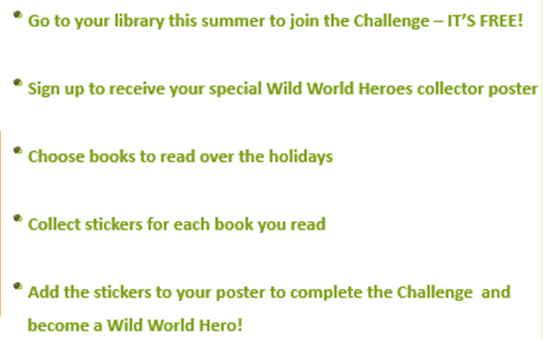 Go to your library this summer to join the Challenge – IT'S FREE!
Sign up to receive your special Wild World Heroes collector poster
Choose books to read over the holidays
Collect stickers for each book you read
Add the stickers to your poster to complete the Challenge  and
become a Wild World Hero!